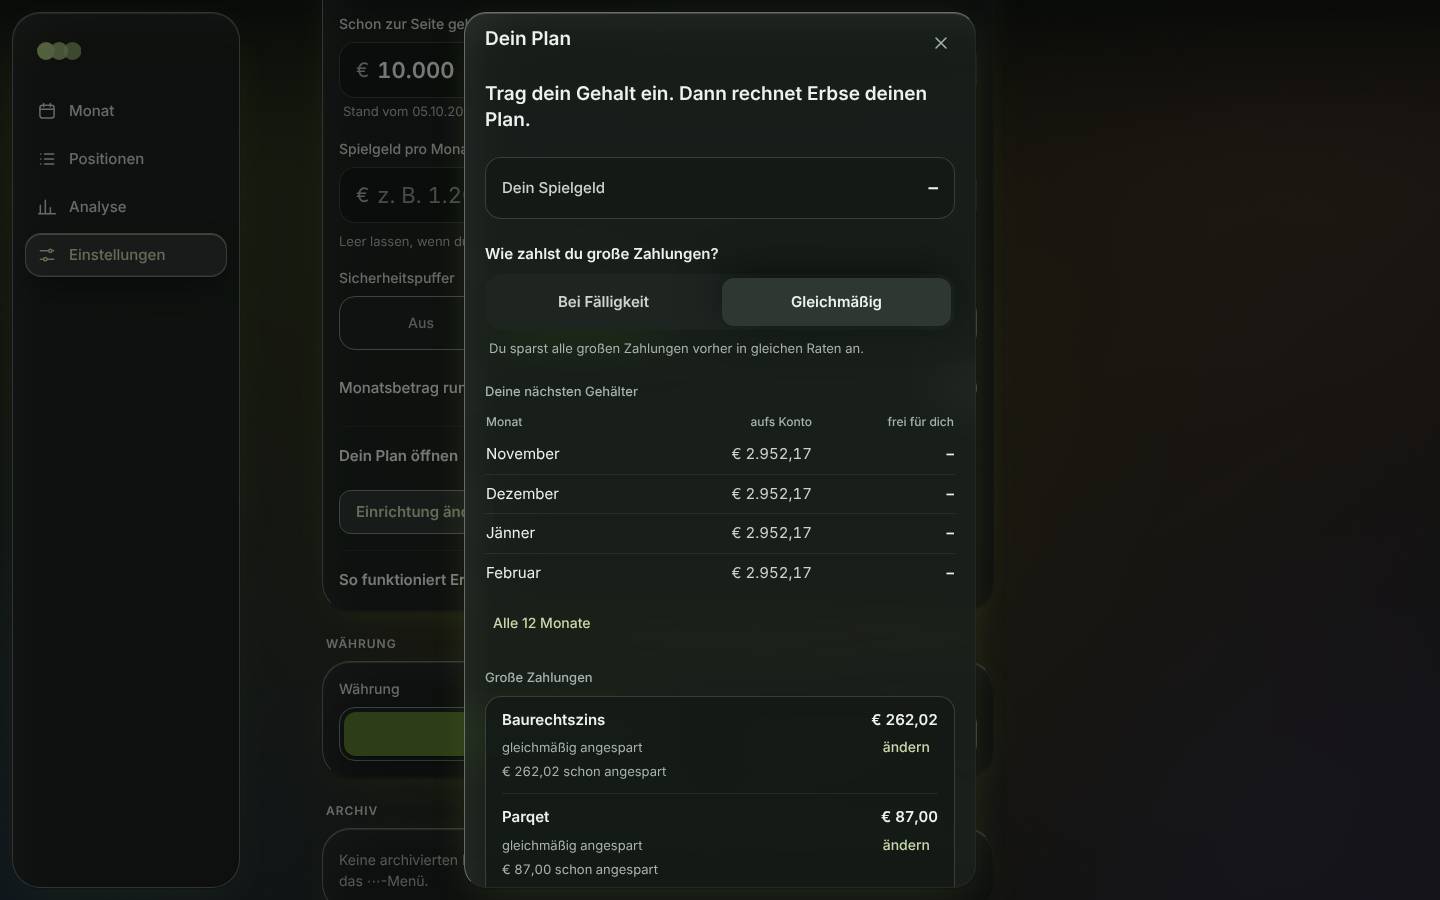 Monat
Positionen
Analyse
Einstellungen
Schon zur Seite
€ 10.000
Stand vom 05.10.20
Spielgeld pro Mona
€ z. B. 1.2
Leer lassen, wenn du
Sicherheitspuffer
Aus
Monatsbetrag run
Dein Plan öffnen
Einrichtung än
So funktioniert Er
WÄHRUNG
Währung
ARCHIV
Keine archivierten
das ···-Menü.
Dein Plan
Trag dein Gehalt ein. Dann rechnet Erbse deinen
Plan.
Dein Spielgeld –
Wie zahlst du große Zahlungen?
Bei Fälligkeit Gleichmäßig
Du sparst alle großen Zahlungen vorher in gleichen Raten an.
Deine nächsten Gehälter
Monat aufs Konto frei für dich
November € 2.952,17 –
Dezember € 2.952,17 –
Jänner € 2.952,17 –
Februar € 2.952,17 –
Alle 12 Monate
Große Zahlungen
Baurechtszins € 262,02
gleichmäßig angespart ändern
€ 262,02 schon angespart
Parqet € 87,00
gleichmäßig angespart ändern
€ 87,00 schon angespart